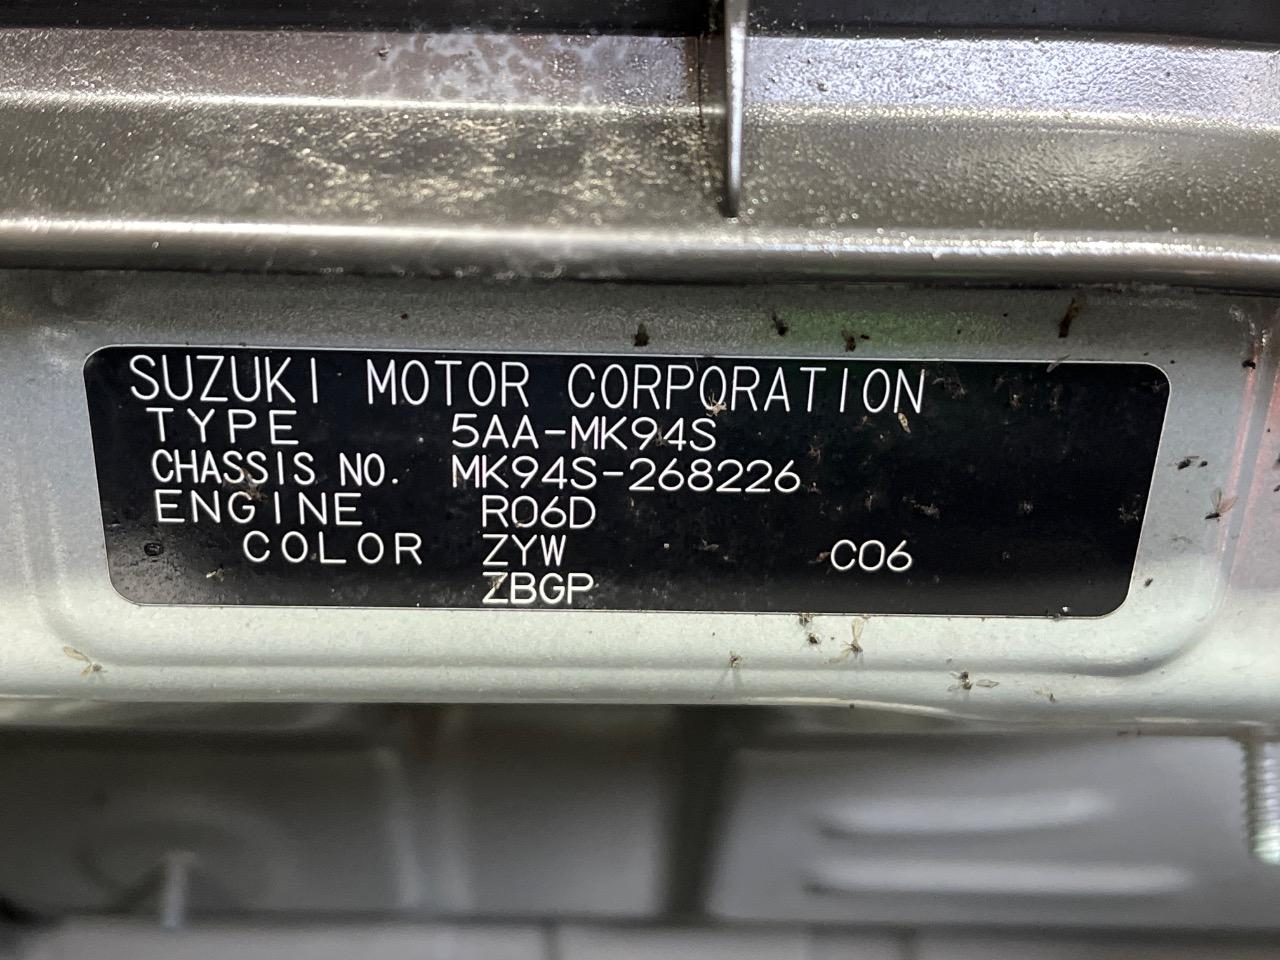 SUZUKI MOTOR CORPORATION
TYPE 5AA-MK94S
CHASSIS NO. MK94S-268226
ENGINE R06D
COLOR ZYW C06
ZBGP